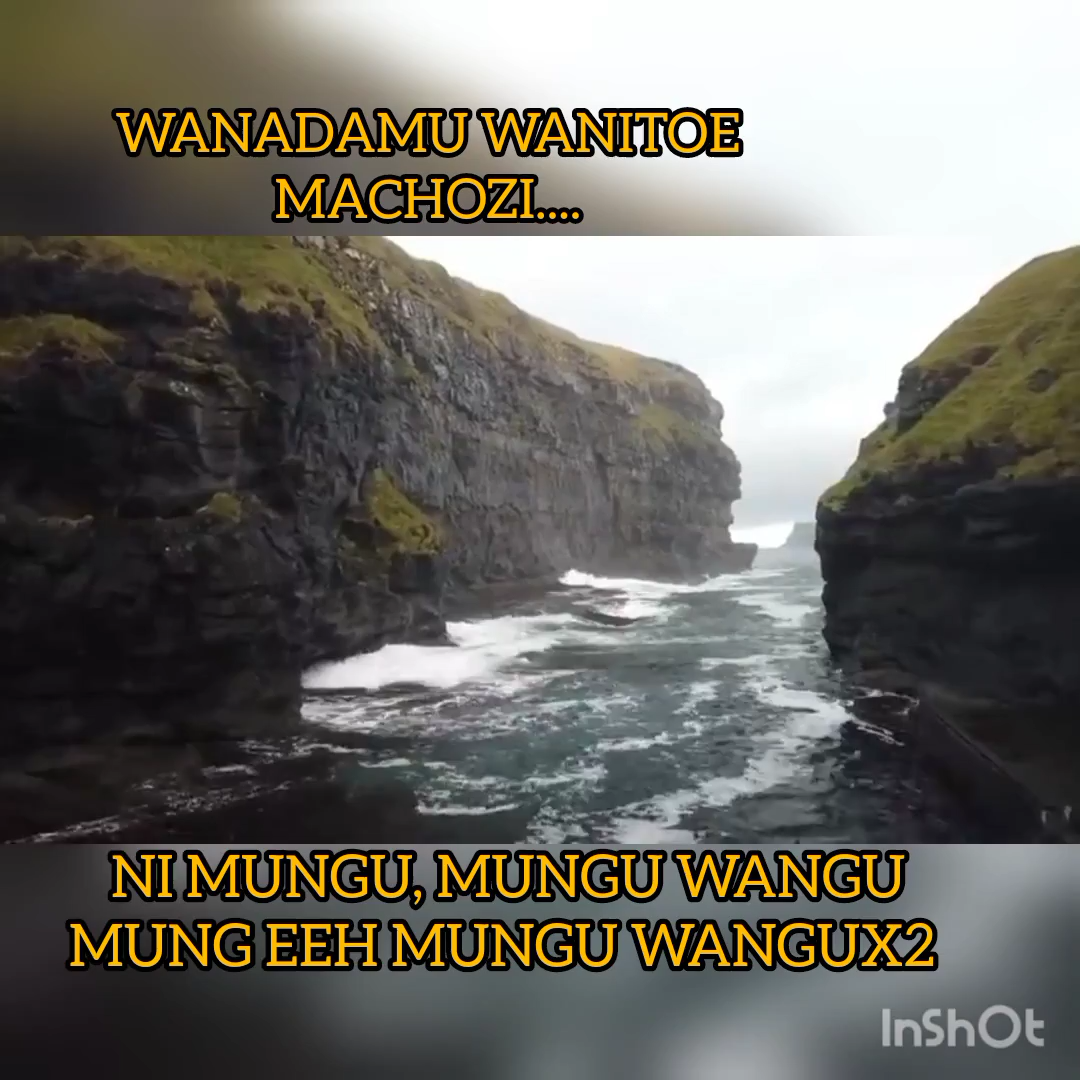 WANADAMU WANITOE
MACHOZI....
NI MUNGU, MUNGU WANGU
MUNG EEH MUNGU WANGUX2
InShOt